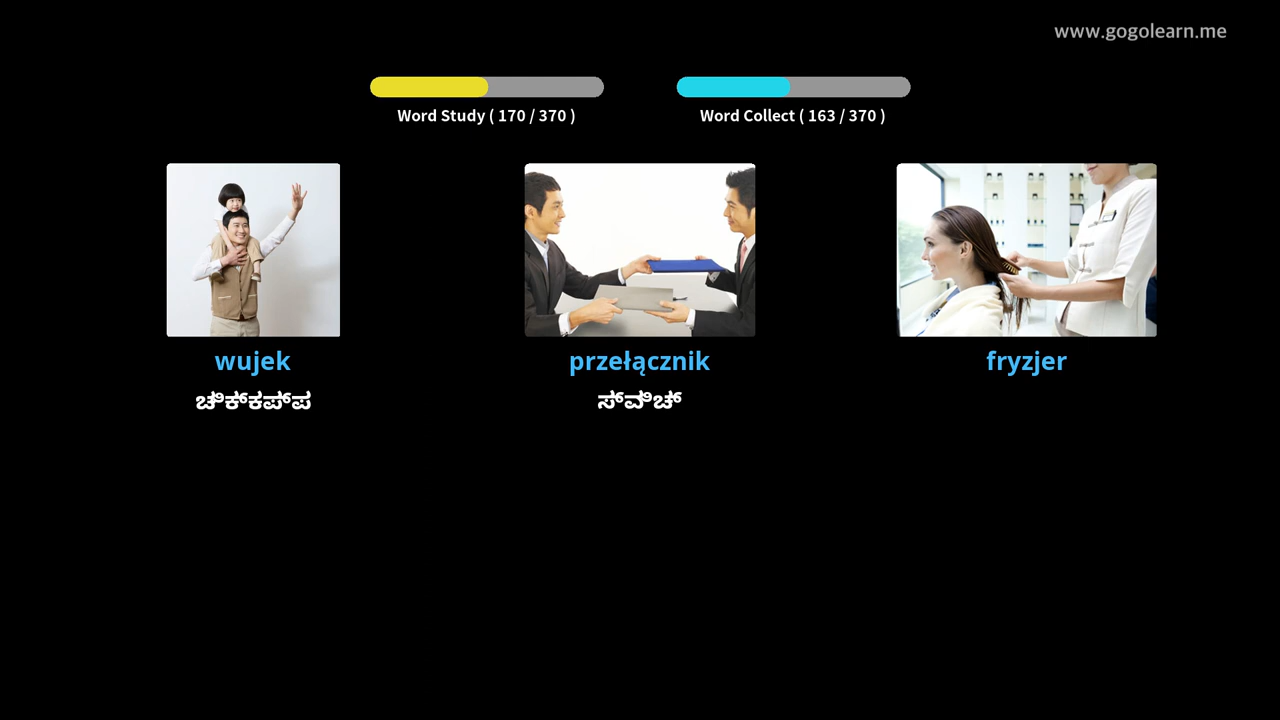 www.gogolearn.me
Word Study ( 170 / 370 )
Word Collect ( 163 / 370 )
wujek
przełącznik
fryzjer
ಚಿಕ್ಕಪ್ಪ
ಸ್ವಿಚ್